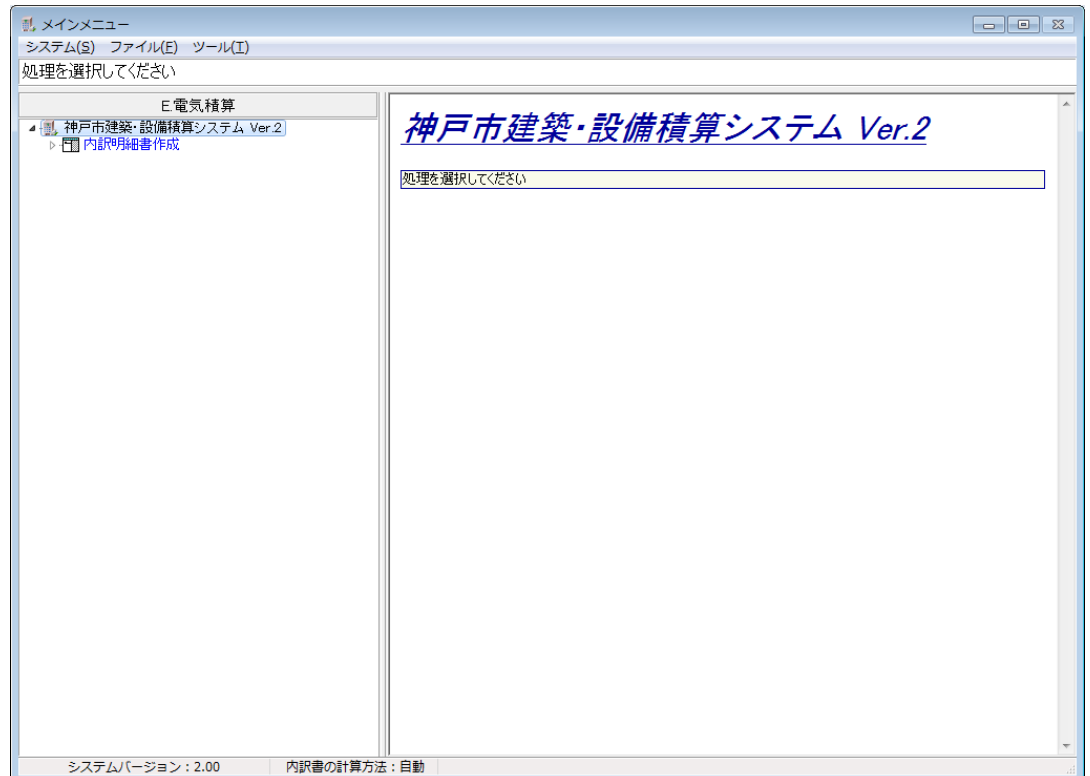 メインメニュー
システム(S) ファイル(F) ツール(T)
処理を選択してください
E.電気積算
神戸市建築・設備積算システム Ver.2
内訳明細書作成
神戸市建築・設備積算システム Ver.2
処理を選択してください
システムバージョン：2.00 内訳書の計算方法：自動